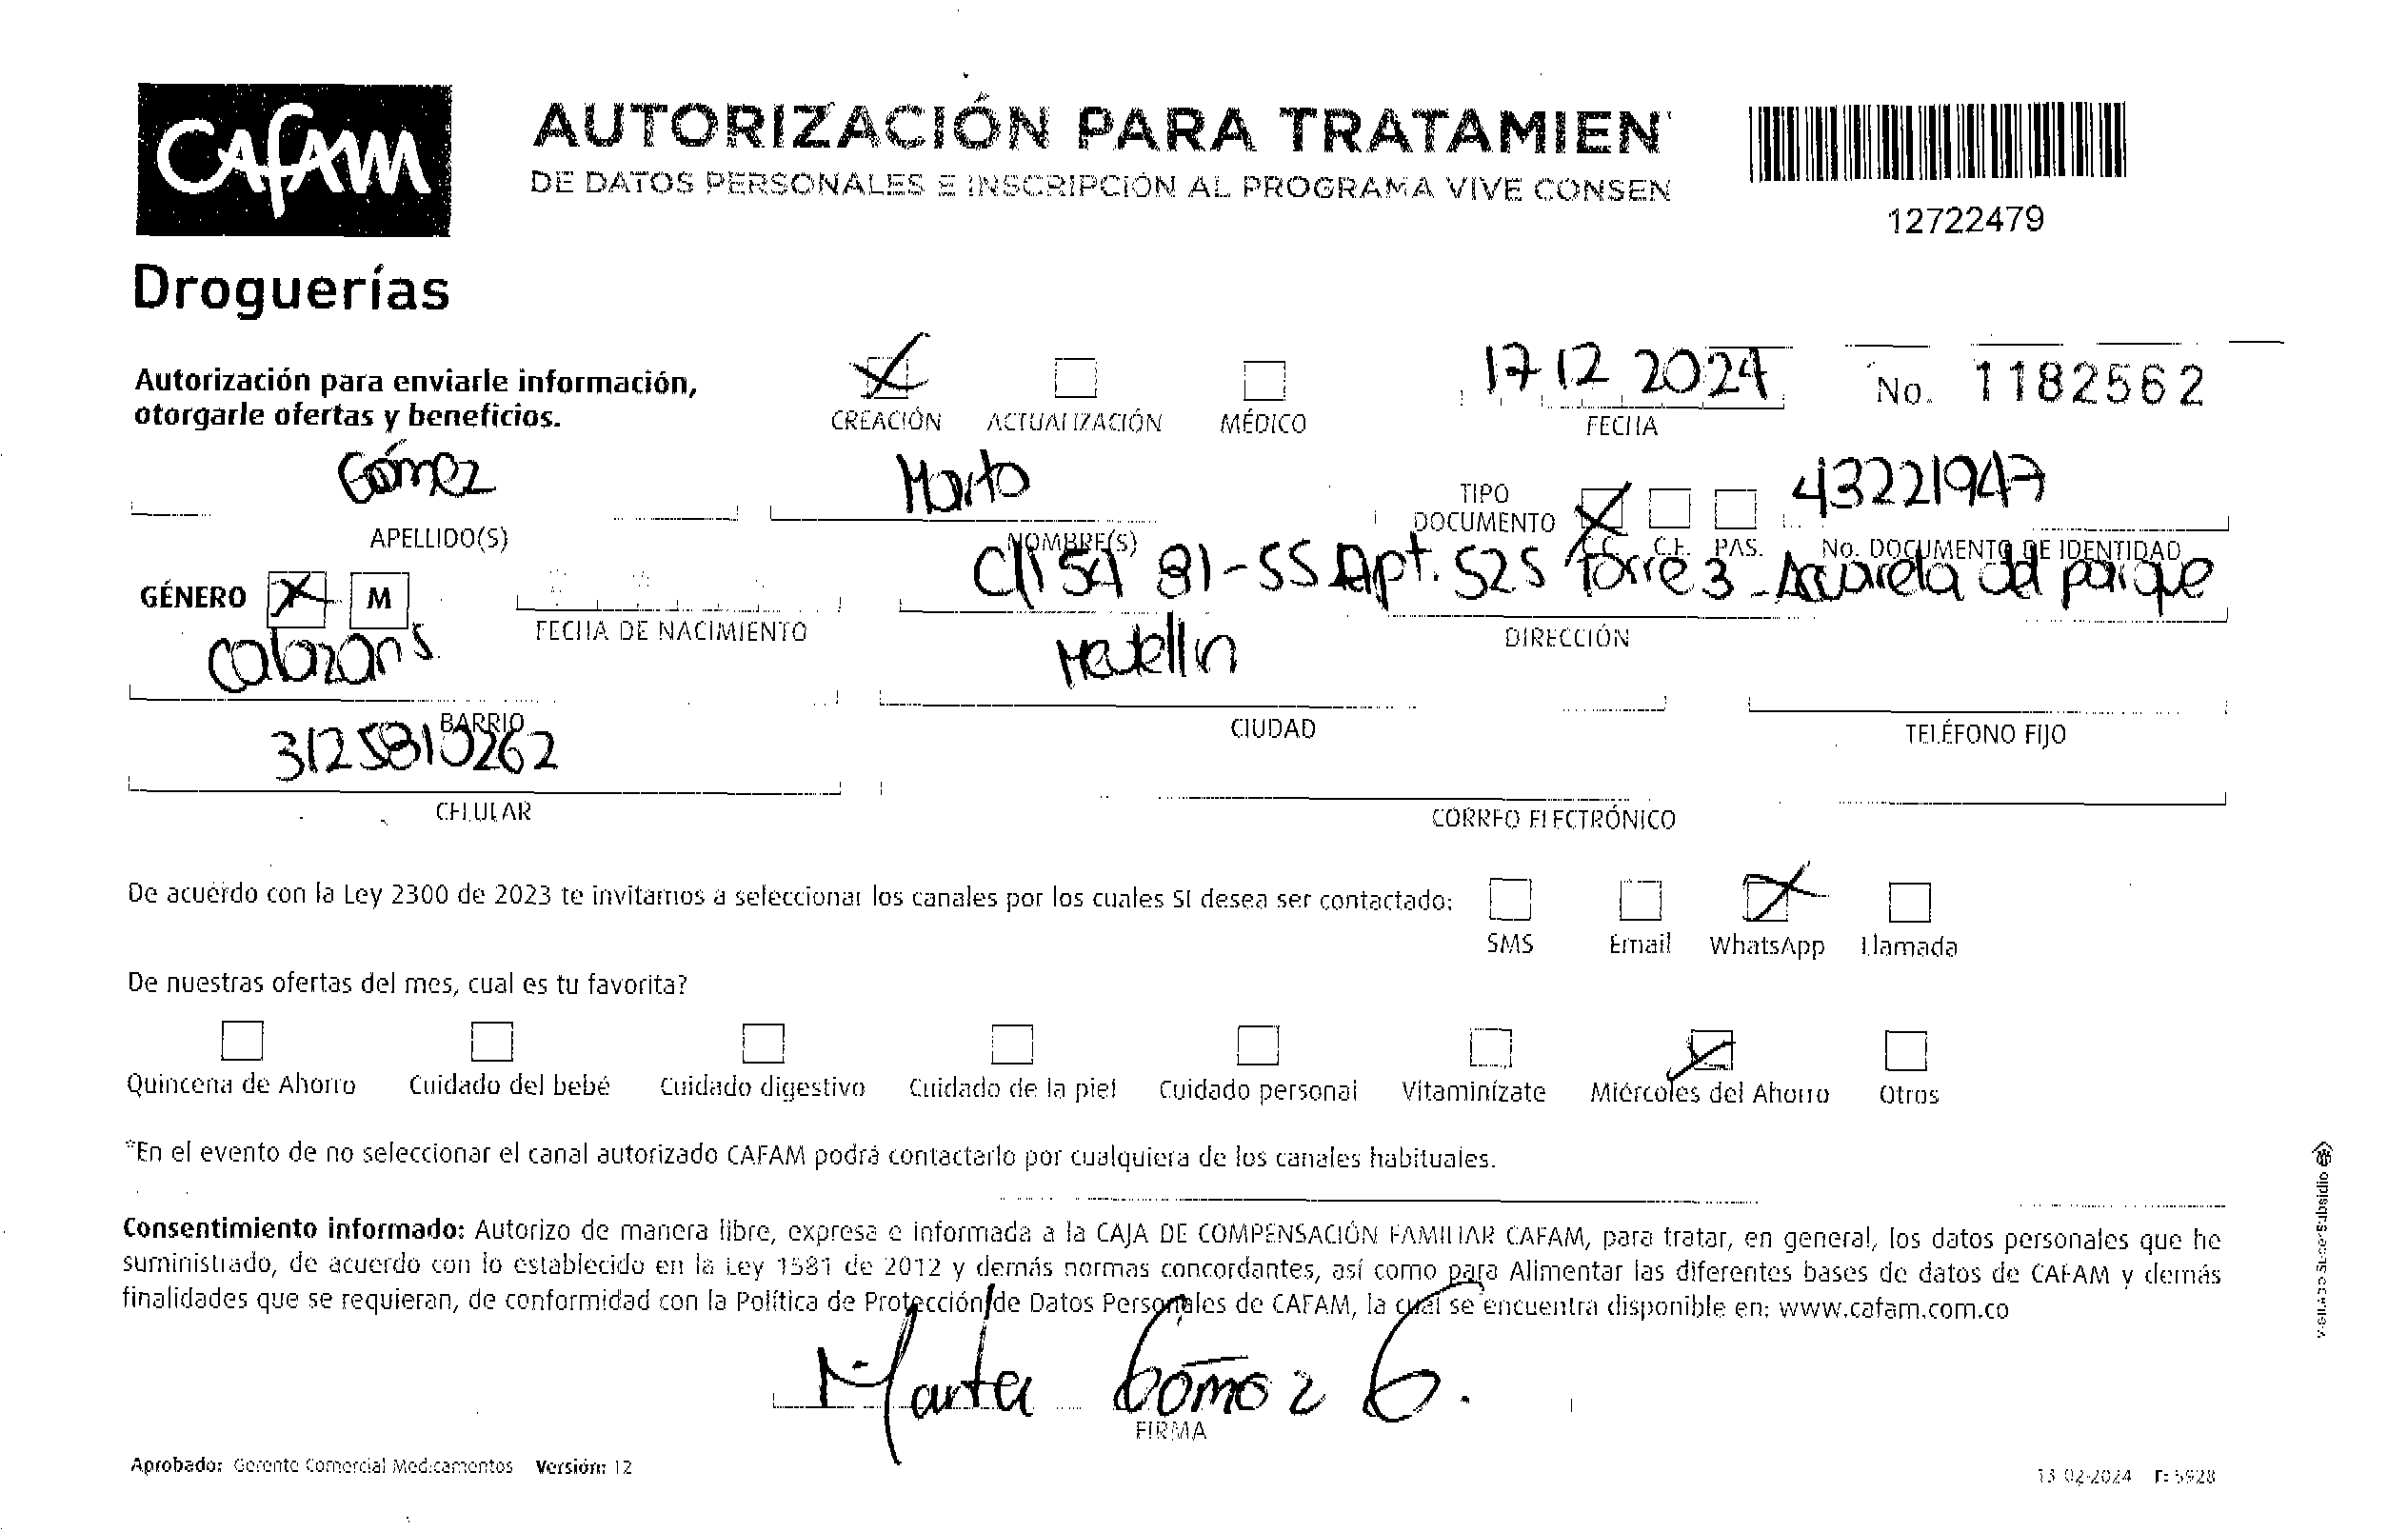 CAFAM
AUTORIZACIÓN PARA TRATAMIEN
DE DATOS PERSONALES E INSCRIPCIÓN AL PROGRAMA VIVE CONSEN
12722479
Droguerías
Autorización para enviarle información,
otorgarle ofertas y beneficios.
CREACIÓN ACTUALIZACIÓN MÉDICO
17 12 2024
FECHA
No. 1182562
Gómez
APELLIDO(S)
Marta
NOMBRE(S)
TIPO
DOCUMENTO
C.C. C.E. PAS.
43221947
No. DOCUMENTO DE IDENTIDAD
GÉNERO M
FECHA DE NACIMIENTO
Cll 5A 81-55 Apt. 525 Torre 3 - Acuarela del parque
DIRECCIÓN
BARRIO
Medellin
CIUDAD
TELÉFONO FIJO
3125810262
CELULAR
CORREO ELECTRÓNICO
De acuerdo con la Ley 2300 de 2023 te invitamos a seleccionar los canales por los cuales SI desea ser contactado:
SMS Email WhatsApp Llamada
De nuestras ofertas del mes, cual es tu favorita?
Quincena de Ahorro Cuidado del bebé Cuidado digestivo Cuidado de la piel Cuidado personal Vitamínizate Miércoles del Ahorro Otros
*En el evento de no seleccionar el canal autorizado CAFAM podrá contactarlo por cualquiera de los canales habituales.
Consentimiento informado: Autorizo de manera libre, expresa e informada a la CAJA DE COMPENSACIÓN FAMILIAR CAFAM, para tratar, en general, los datos personales que he
suministrado, de acuerdo con lo establecido en la Ley 1581 de 2012 y demás normas concordantes, así como para Alimentar las diferentes bases de datos de CAFAM y demás
finalidades que se requieran, de conformidad con la Política de Protección de Datos Personales de CAFAM, la cual se encuentra disponible en: www.cafam.com.co
Marta Gómez G.
FIRMA
Aprobado: Gerente Comercial Medicamentos Versión: 12
13-02-2024 F: 5928
VIGILADO SuperSubsidio